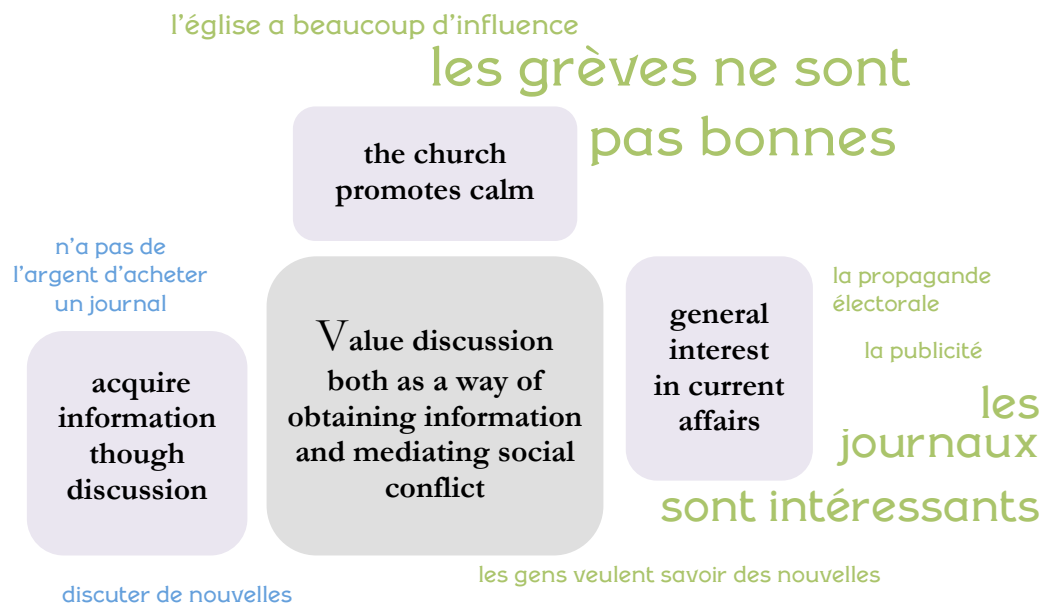 l'église a beaucoup d'influence
les grèves ne sont
pas bonnes
the church
promotes calm
n'a pas de
l'argent d'acheter
un journal
acquire
information
though
discussion
Value discussion
both as a way of
obtaining information
and mediating social
conflict
general
interest
in current
affairs
la propagande
électorale
la publicité
les
journaux
sont intéressants
les gens veulent savoir des nouvelles
discuter de nouvelles